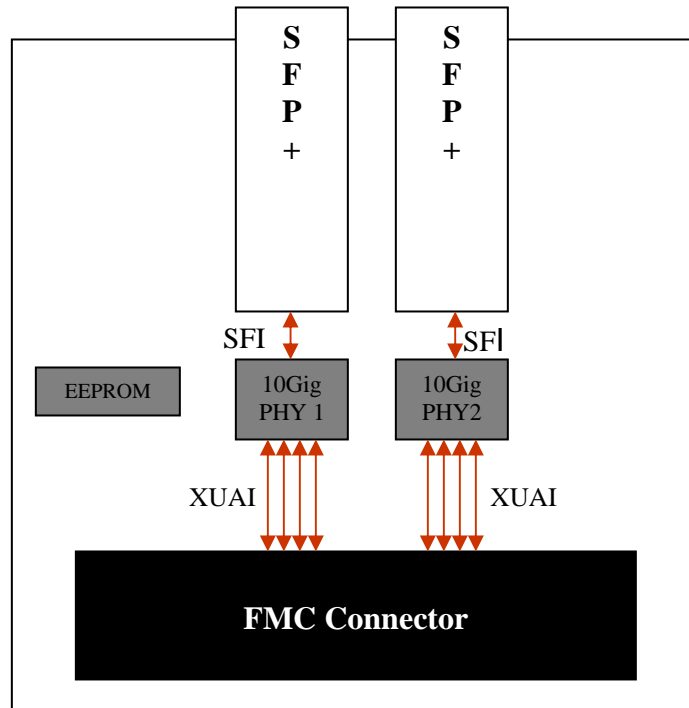 S
F
P
+
S
F
P
+
SFI
SFI
EEPROM
10Gig
PHY 1
10Gig
PHY2
XUAI
XUAI
FMC Connector